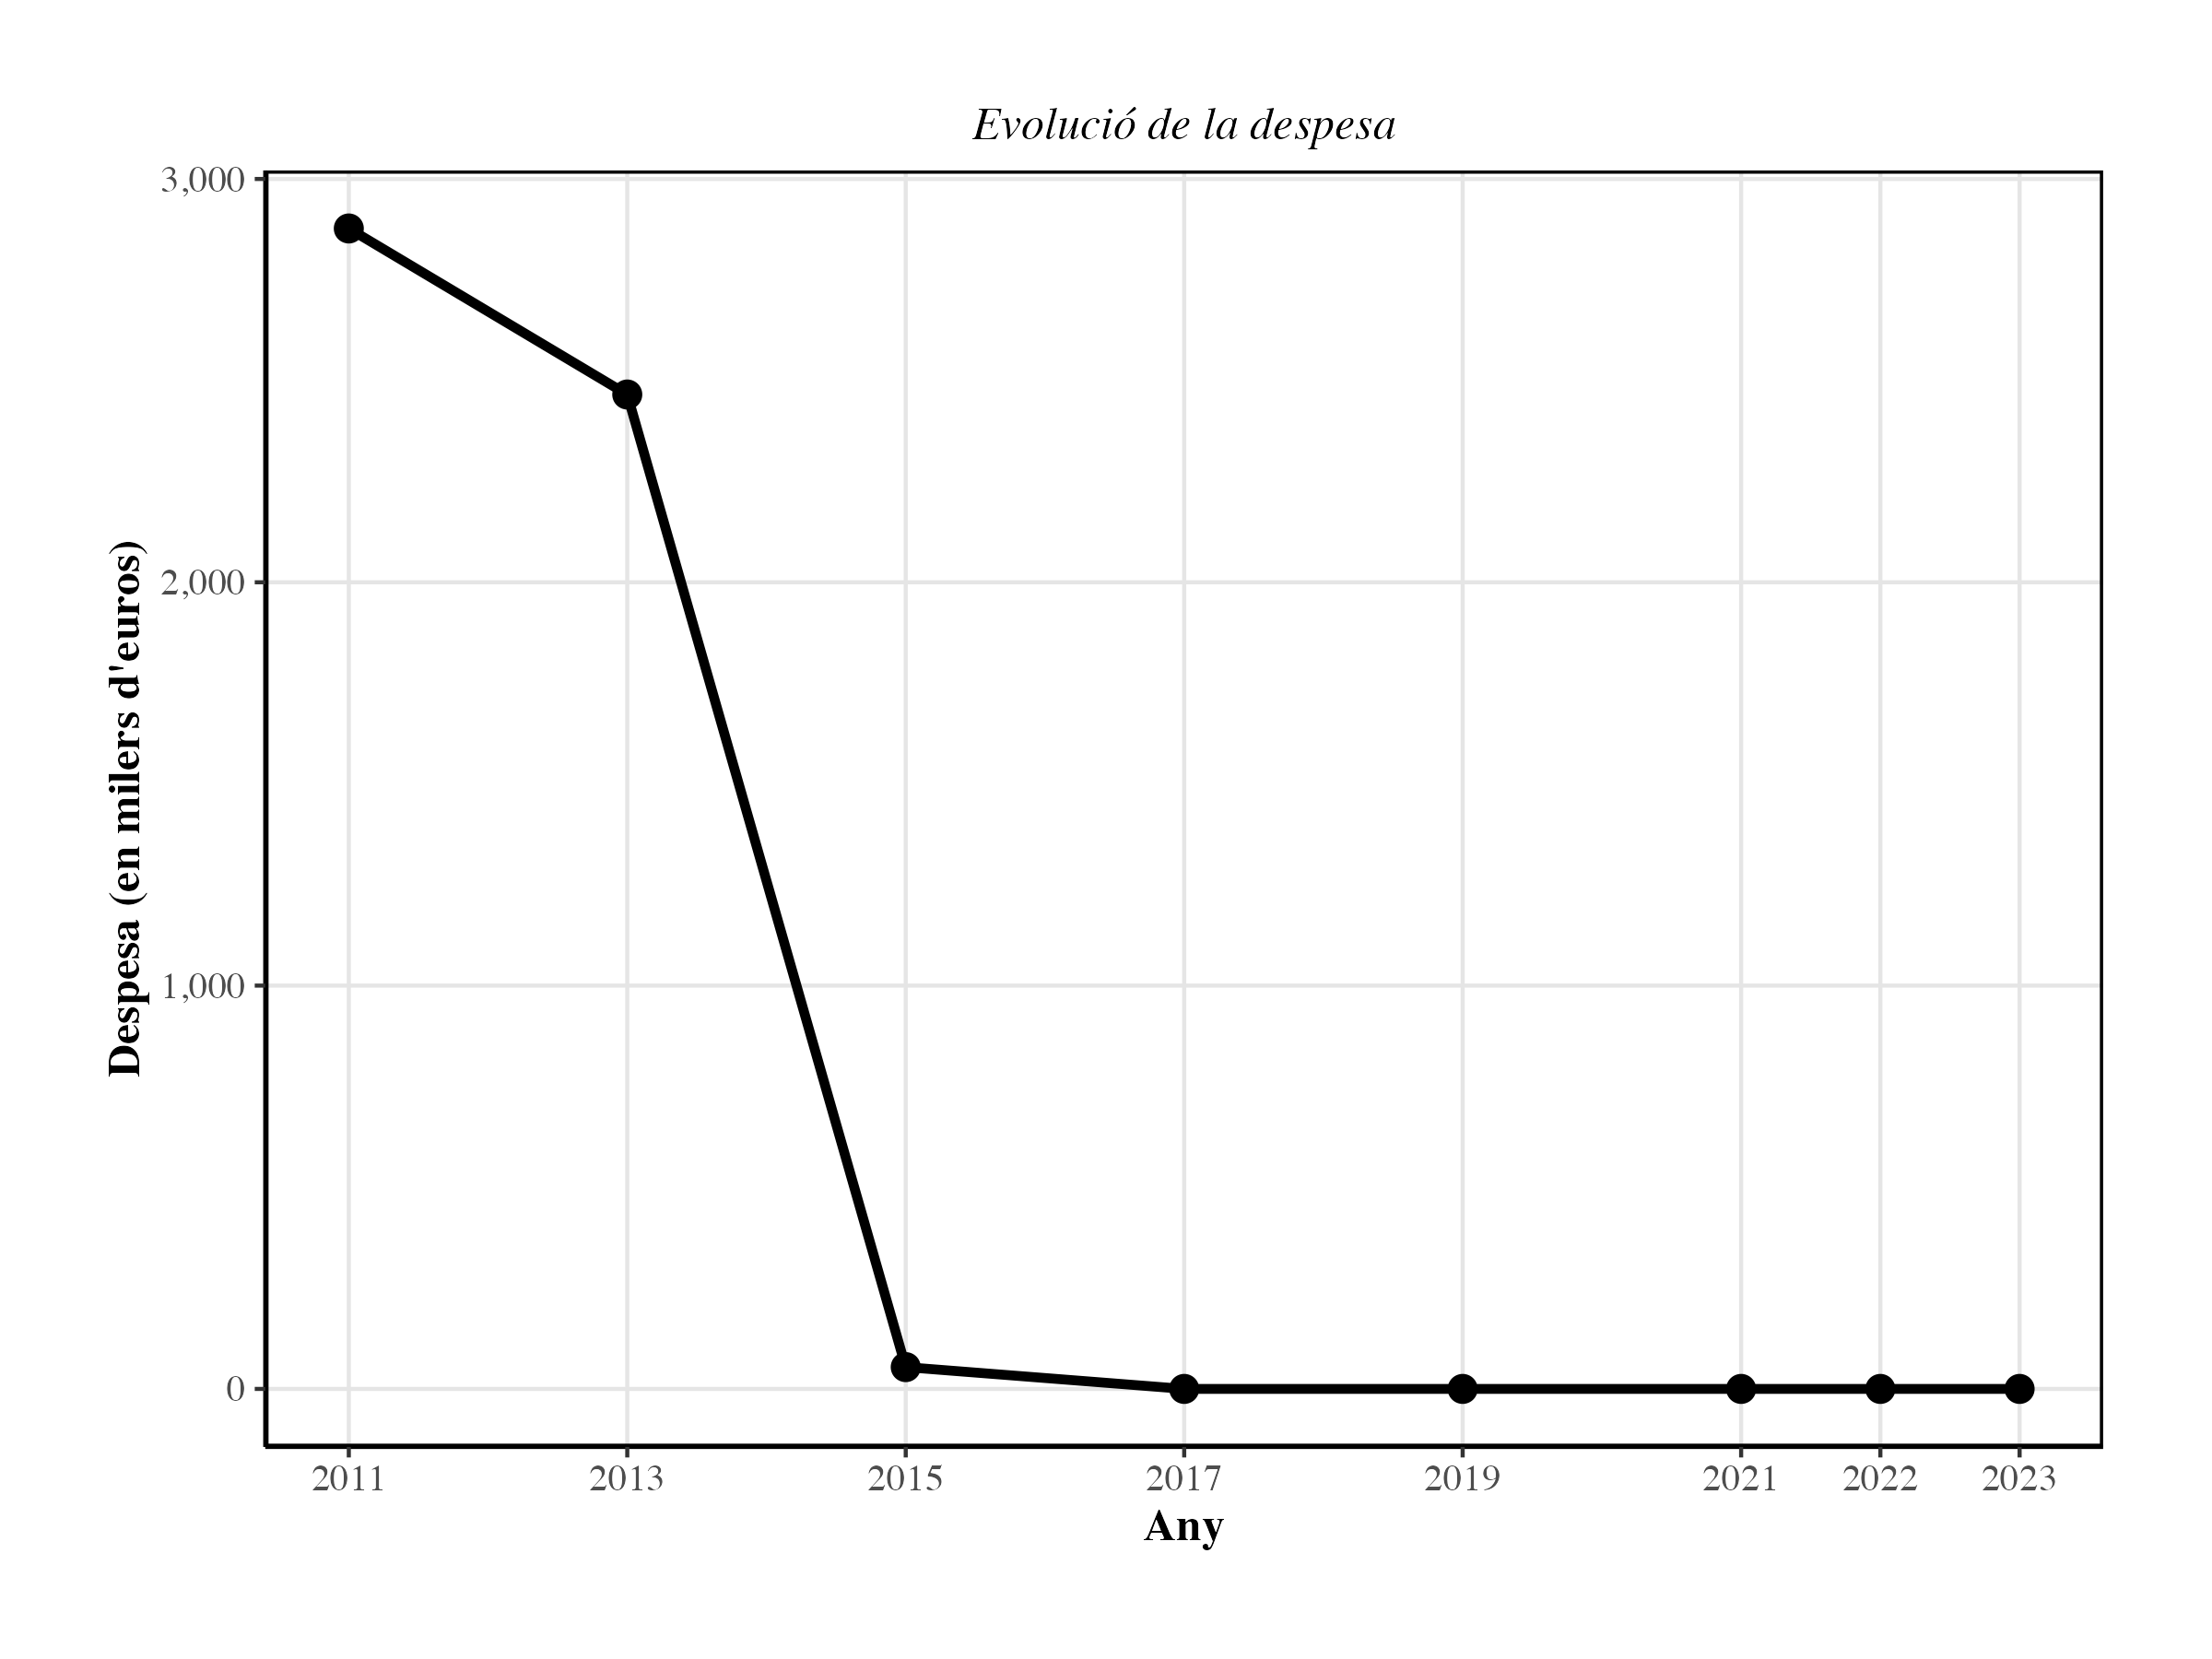 Evolució de la despesa
Despesa (en milers d'euros)
3,000
2,000
1,000
0
2011 2013 2015 2017 2019 2021 2022 2023
Any